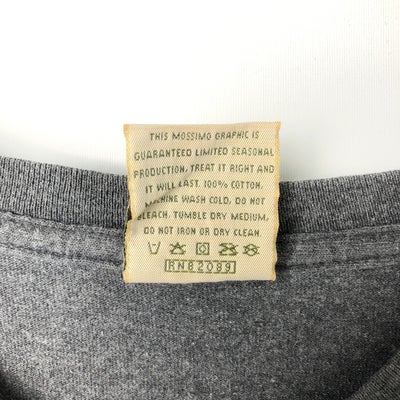 THIS MOSSIMO GRAPHIC IS
GUARANTEED LIMITED SEASONAL
PRODUCTION, TREAT IT RIGHT AND
IT WILL LAST. 100% COTTON.
MACHINE WASH COLD, DO NOT
BLEACH, TUMBLE DRY MEDIUM,
DO NOT IRON OR DRY CLEAN.
RN82089